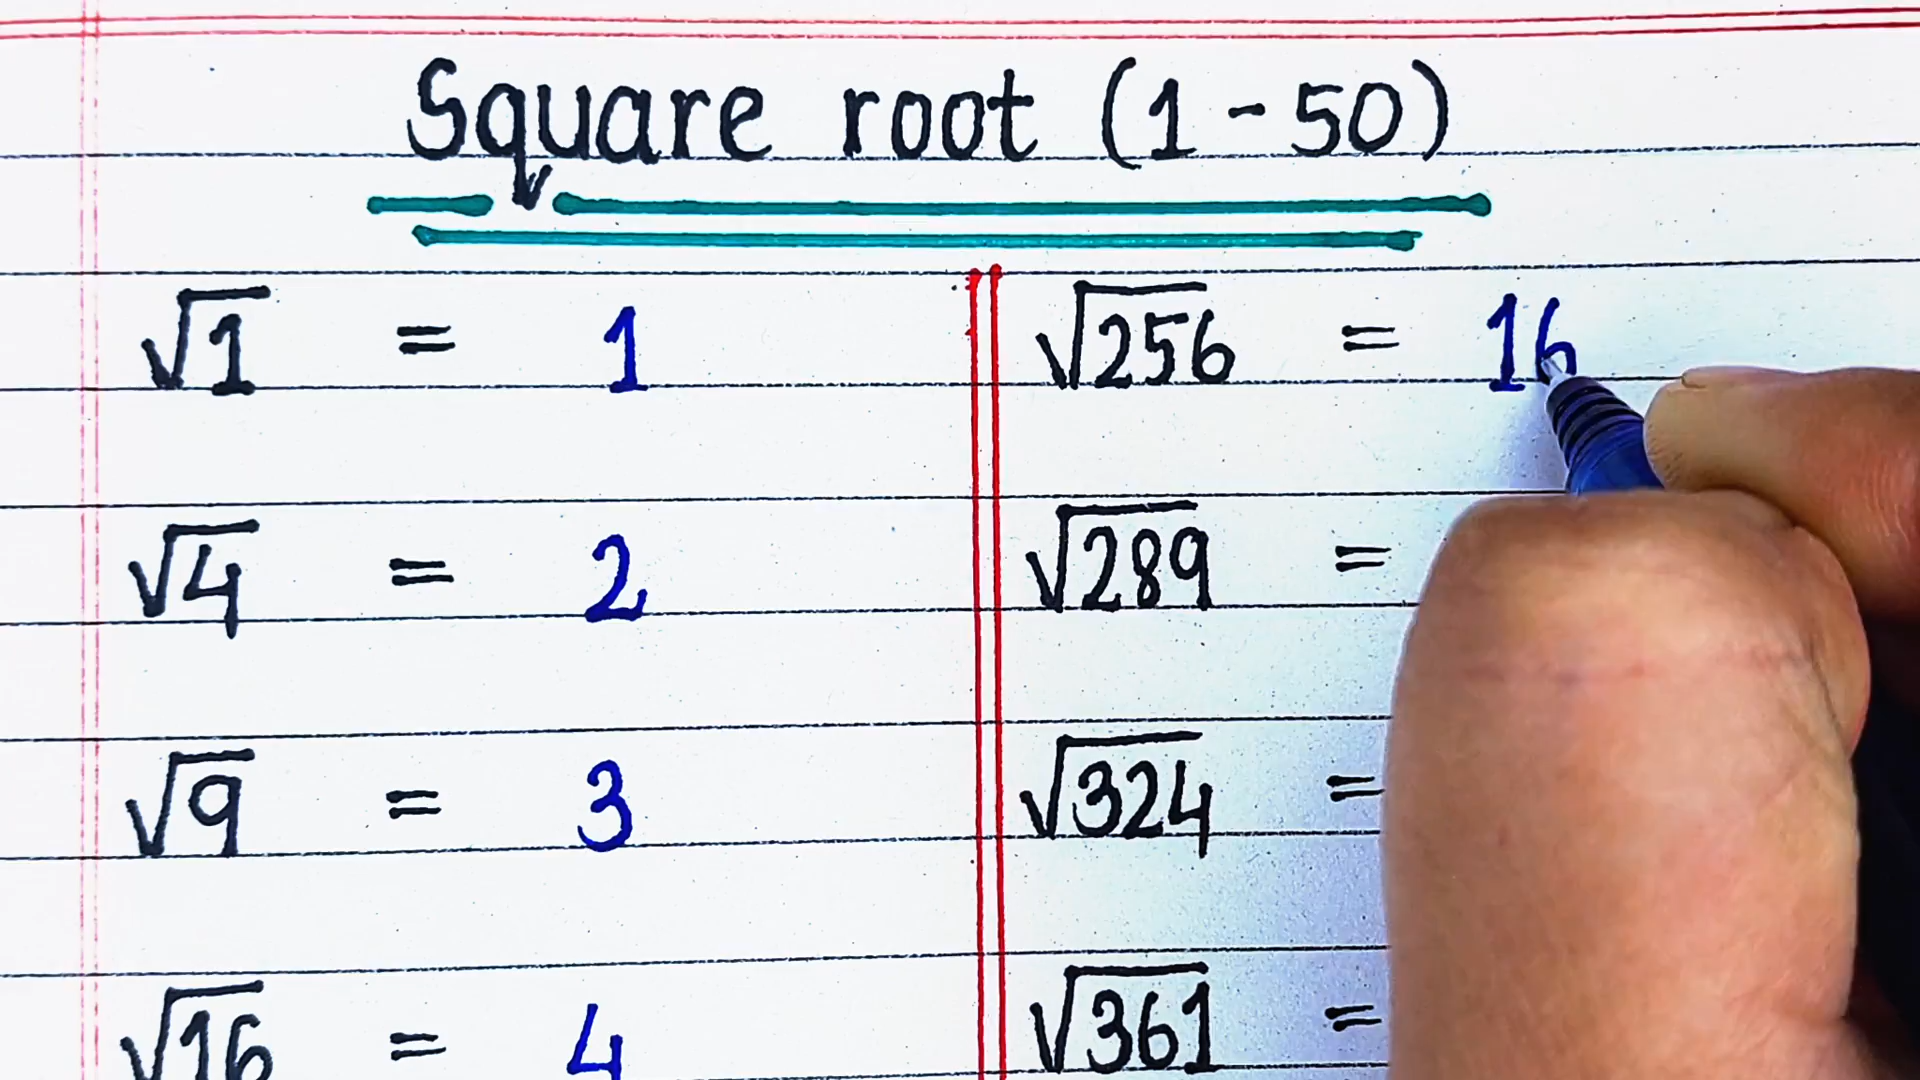 Square root (1 - 50)
√1 = 1
√4 = 2
√9 = 3
√16 = 4
√256 = 16
√289 =
√324 =
√361 =